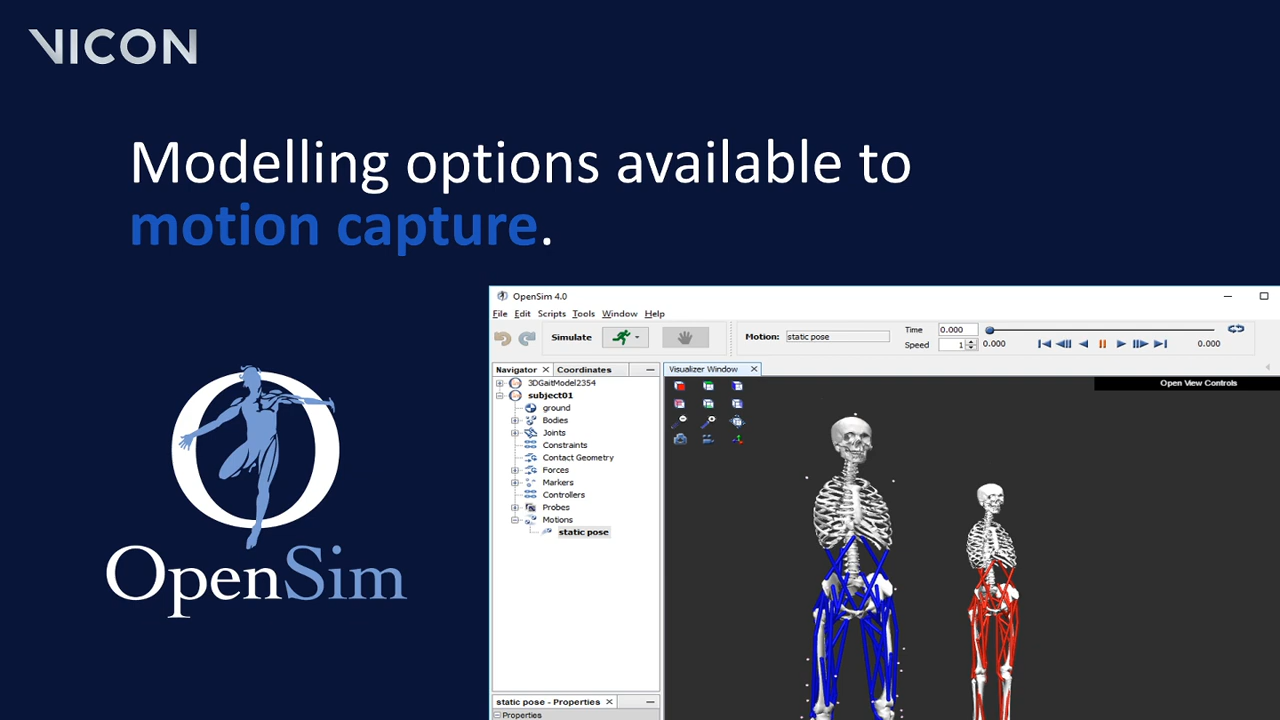 VICON
Modelling options available to
motion capture.
OpenSim
OpenSim 4.0
File Edit Scripts Tools Window Help
Simulate
Motion: static pose
Time 0.000
Speed 1 0.000 0.000
Navigator Coordinates
3DGaitModel2354
subject01
ground
Bodies
Joints
Constraints
Contact Geometry
Forces
Markers
Controllers
Probes
Motions
static pose
Visualizer Window
Open View Controls
static pose - Properties
Properties